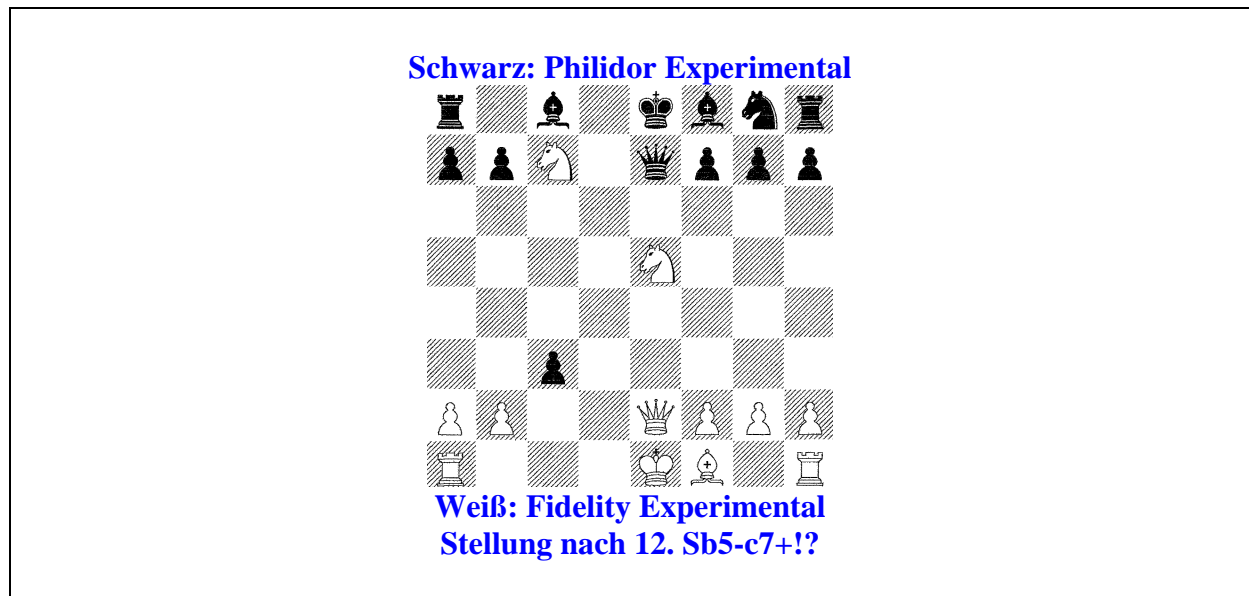 Schwarz: Philidor Experimental
Weiß: Fidelity Experimental
Stellung nach 12. Sb5-c7+!?